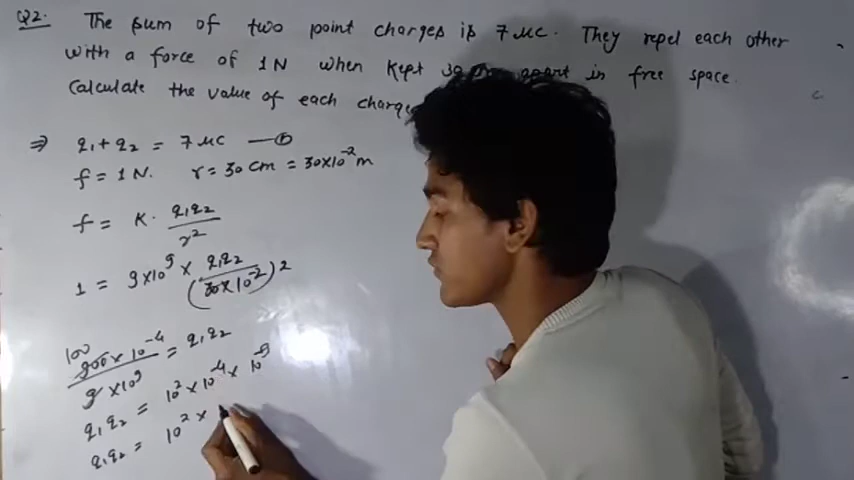 Q2. The sum of two point charges is 7 μC. They repel each other
with a force of 1N when kept 30 apart in free space.
Calculate the value of each charge
⇒ q₁+q₂ = 7 μC —①
f = 1 N. r = 30 cm = 30×10⁻² m
f = K · q₁q₂ / r²
1 = 9×10⁹ × q₁q₂ / (30×10⁻²)²
100
900×10⁻⁴ / 9×10⁹ = q₁q₂
q₁q₂ = 10² × 10⁻⁴ × 10⁻⁹
q₁q₂ = 10² ×